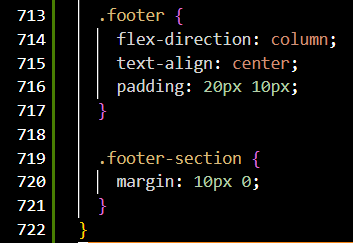 713 .footer {
714 flex-direction: column;
715 text-align: center;
716 padding: 20px 10px;
717 }
718
719 .footer-section {
720 margin: 10px 0;
721 }
722 }